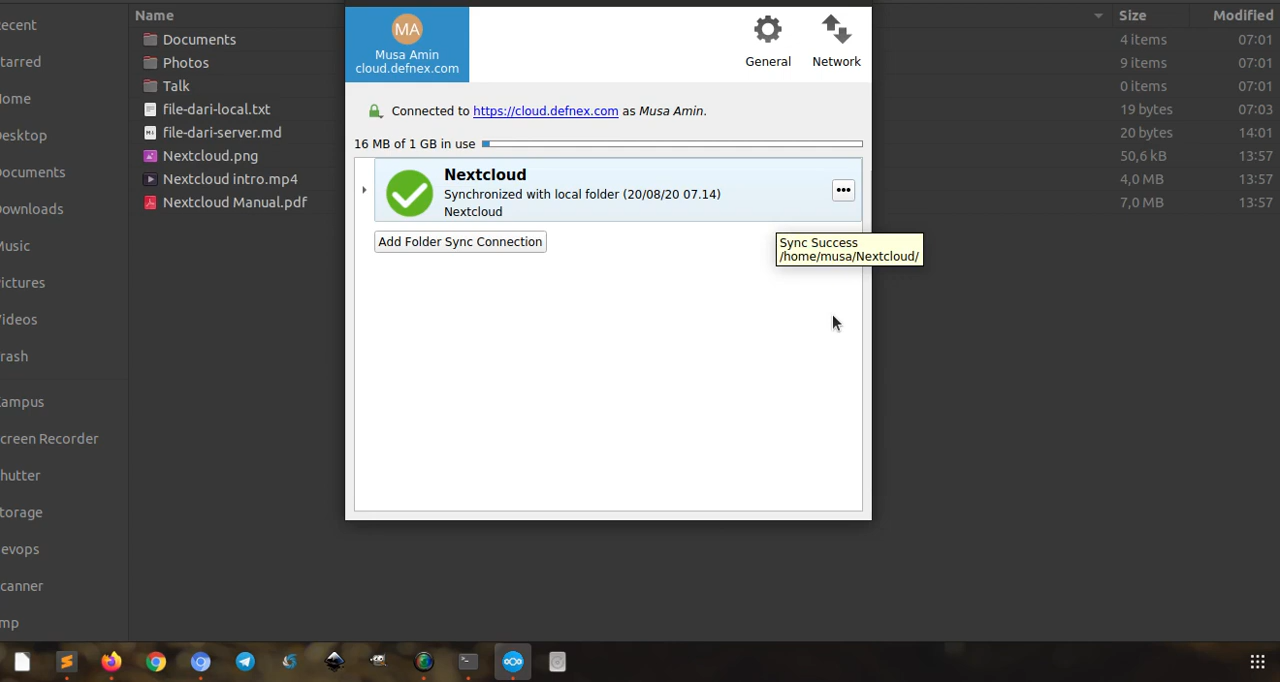 ecent
tarred
ome
esktop
ocuments
ownloads
usic
ictures
ideos
rash
ampus
creen Recorder
hutter
torage
evops
canner
mp
Name
Size
Modified
Documents
4 items
07:01
Photos
9 items
07:01
Talk
0 items
07:01
file-dari-local.txt
19 bytes
07:03
file-dari-server.md
20 bytes
14:01
Nextcloud.png
50,6 kB
13:57
Nextcloud intro.mp4
4,0 MB
13:57
Nextcloud Manual.pdf
7,0 MB
13:57
MA
Musa Amin
cloud.defnex.com
General
Network
Connected to https://cloud.defnex.com as Musa Amin.
16 MB of 1 GB in use
Nextcloud
Synchronized with local folder (20/08/20 07.14)
Nextcloud
Add Folder Sync Connection
Sync Success
/home/musa/Nextcloud/